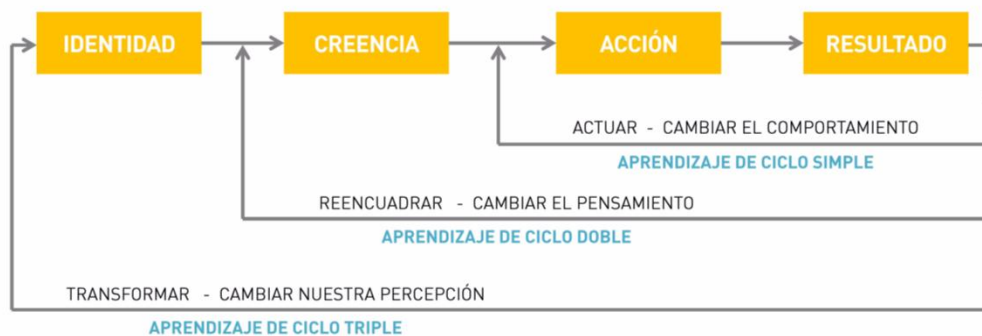 IDENTIDAD
CREENCIA
ACCIÓN
RESULTADO
ACTUAR - CAMBIAR EL COMPORTAMIENTO
APRENDIZAJE DE CICLO SIMPLE
REENCUADRAR - CAMBIAR EL PENSAMIENTO
APRENDIZAJE DE CICLO DOBLE
TRANSFORMAR - CAMBIAR NUESTRA PERCEPCIÓN
APRENDIZAJE DE CICLO TRIPLE